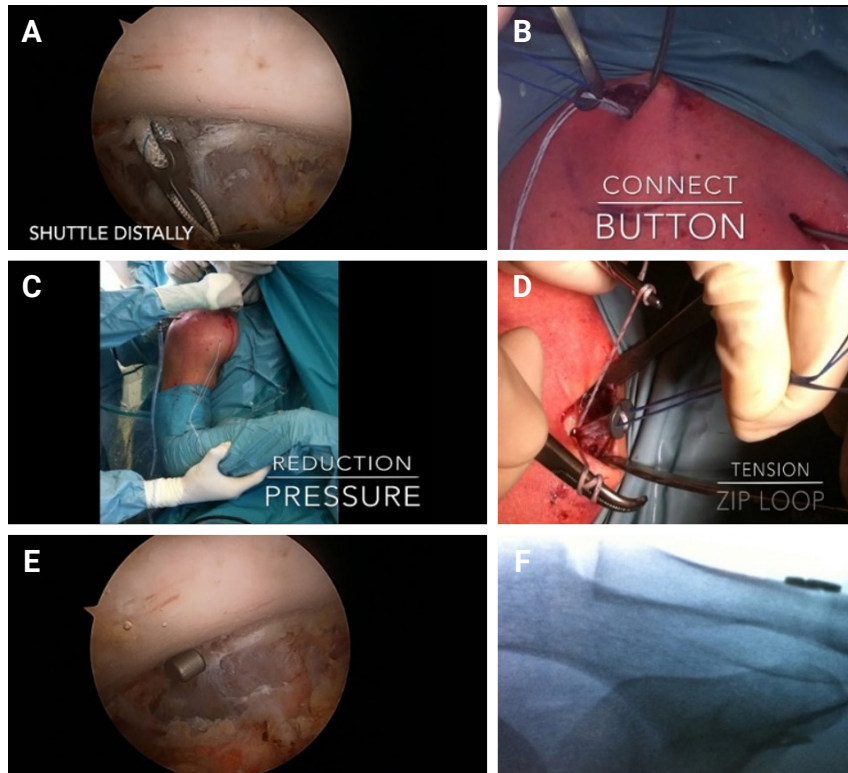 A
SHUTTLE DISTALLY
B
CONNECT
BUTTON
C
REDUCTION
PRESSURE
D
TENSION
ZIP LOOP
E
F